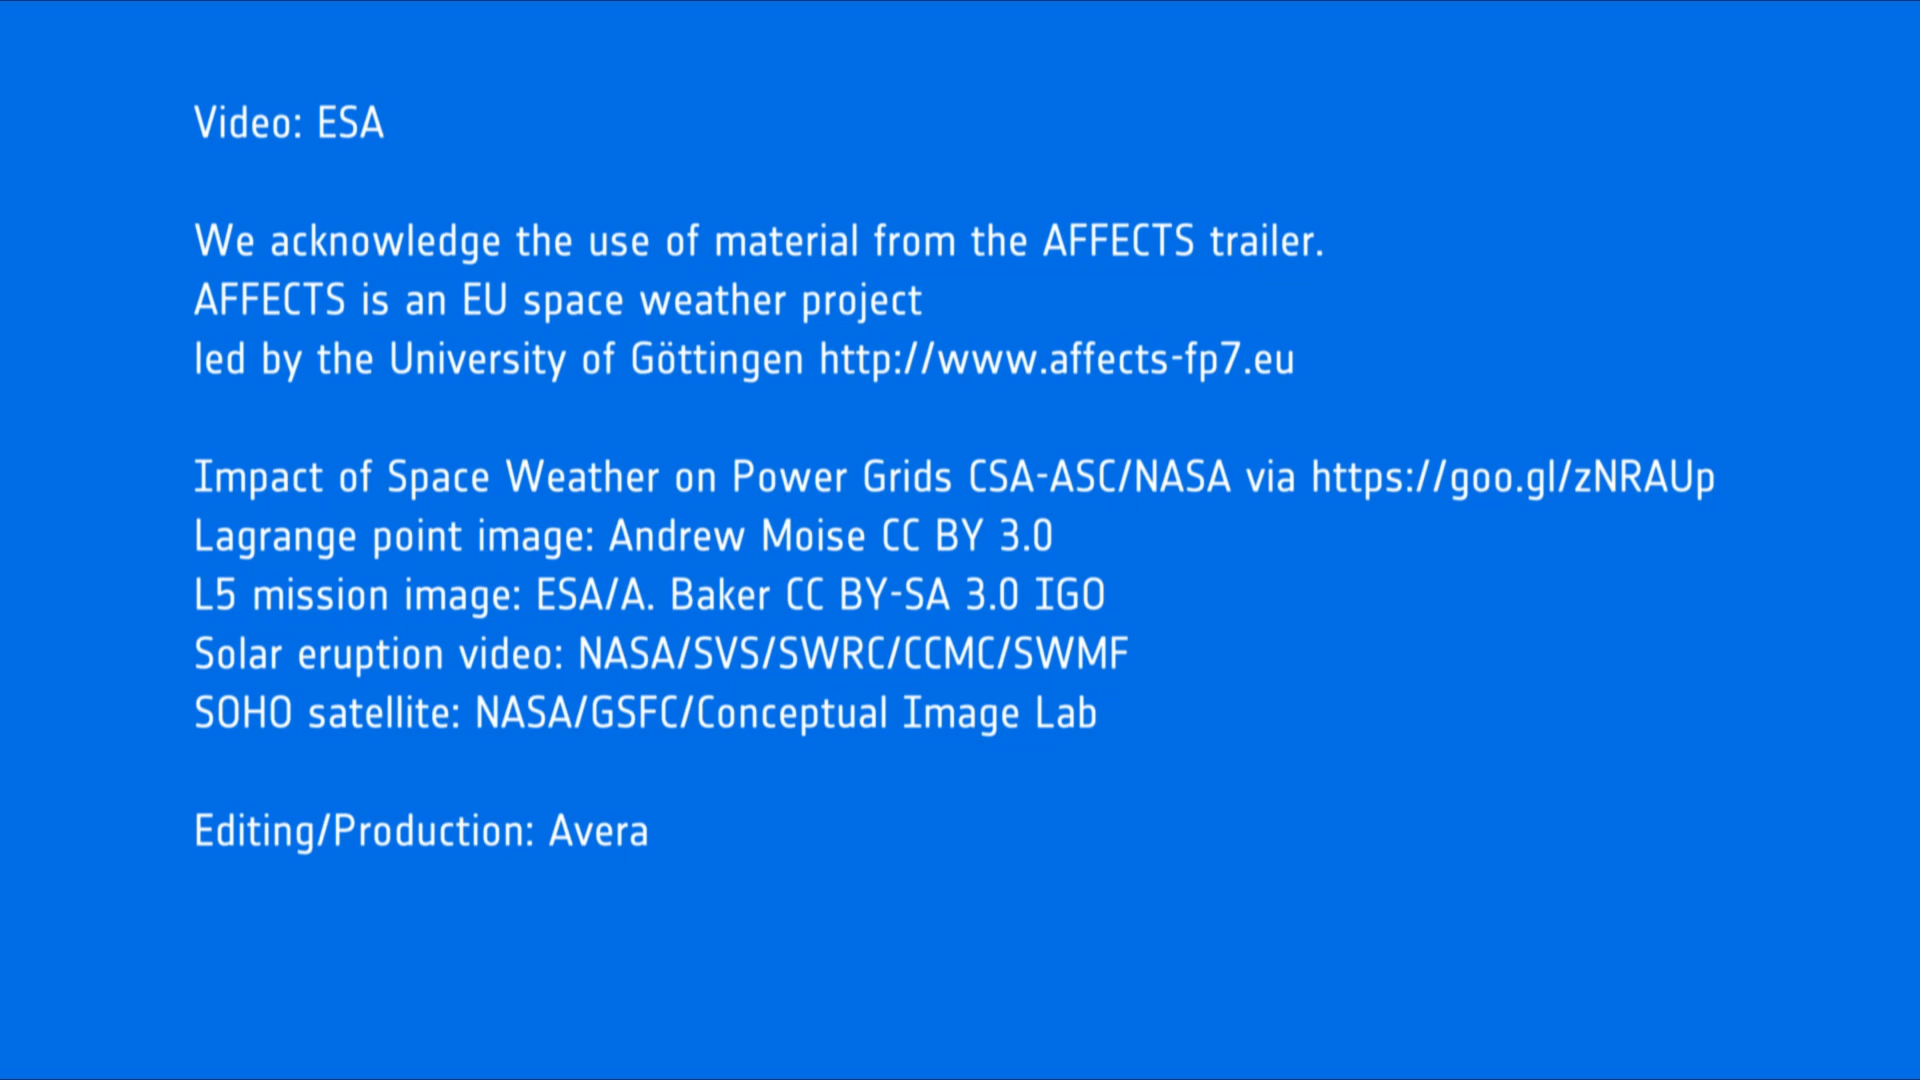 Video: ESA
We acknowledge the use of material from the AFFECTS trailer.
AFFECTS is an EU space weather project
led by the University of Göttingen http://www.affects-fp7.eu
Impact of Space Weather on Power Grids CSA-ASC/NASA via https://goo.gl/zNRAUp
Lagrange point image: Andrew Moise CC BY 3.0
L5 mission image: ESA/A. Baker CC BY-SA 3.0 IGO
Solar eruption video: NASA/SVS/SWRC/CCMC/SWMF
SOHO satellite: NASA/GSFC/Conceptual Image Lab
Editing/Production: Avera